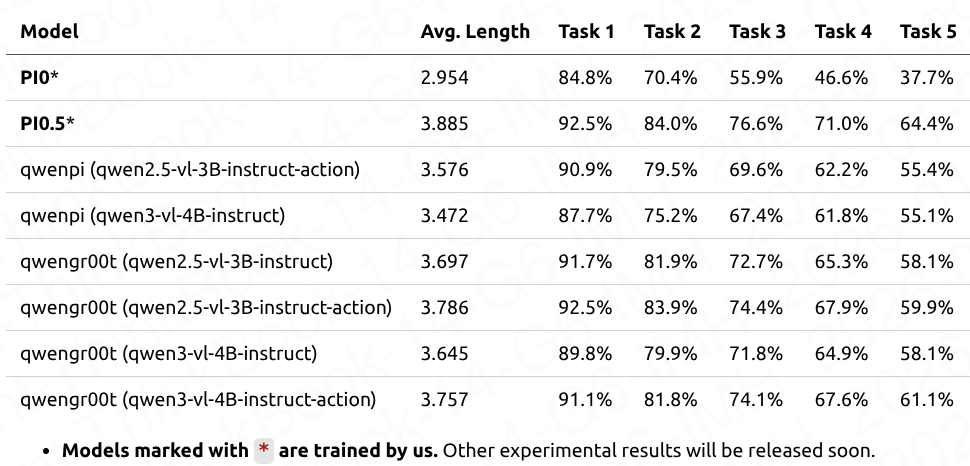 Model Avg. Length Task 1 Task 2 Task 3 Task 4 Task 5
PI0* 2.954 84.8% 70.4% 55.9% 46.6% 37.7%
PI0.5* 3.885 92.5% 84.0% 76.6% 71.0% 64.4%
qwenpi (qwen2.5-vl-3B-instruct-action) 3.576 90.9% 79.5% 69.6% 62.2% 55.4%
qwenpi (qwen3-vl-4B-instruct) 3.472 87.7% 75.2% 67.4% 61.8% 55.1%
qwengr00t (qwen2.5-vl-3B-instruct) 3.697 91.7% 81.9% 72.7% 65.3% 58.1%
qwengr00t (qwen2.5-vl-3B-instruct-action) 3.786 92.5% 83.9% 74.4% 67.9% 59.9%
qwengr00t (qwen3-vl-4B-instruct) 3.645 89.8% 79.9% 71.8% 64.9% 58.1%
qwengr00t (qwen3-vl-4B-instruct-action) 3.757 91.1% 81.8% 74.1% 67.6% 61.1%
• Models marked with * are trained by us. Other experimental results will be released soon.